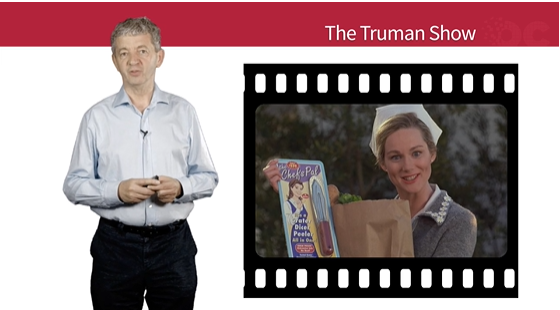 The Truman Show
Chef's Pal
Dicer
Peeler
All in One